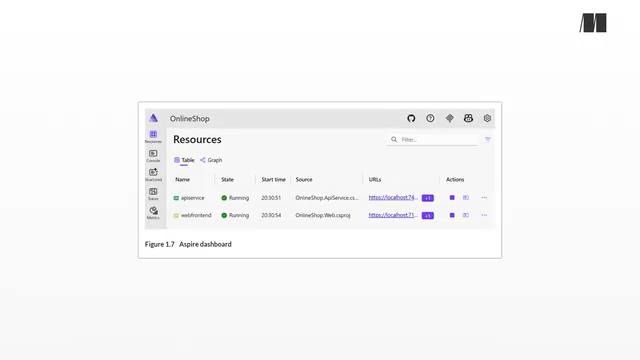 OnlineShop
Resources
Resources
Filter...
Console
Table Graph
Structured
Name State Start time Source URLs Actions
Traces
apiservice Running 20:30:51 OnlineShop.ApiService.cs... https://localhost:74... +1
Metrics
webfrontend Running 20:30:54 OnlineShop.Web.csproj https://localhost:71... +1
Figure 1.7 Aspire dashboard